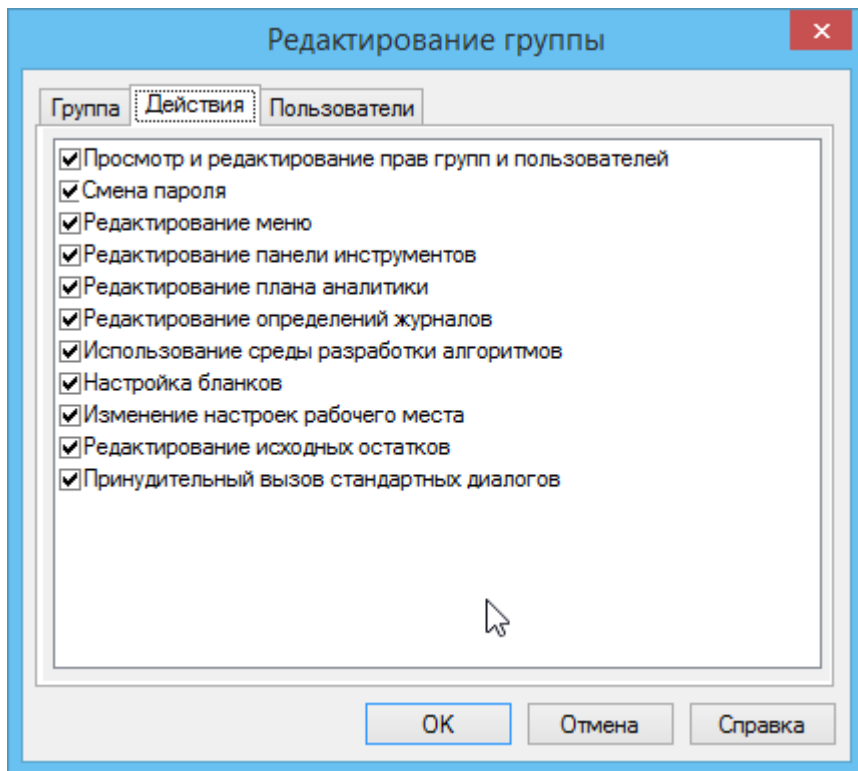 Редактирование группы
Группа Действия Пользователи
Просмотр и редактирование прав групп и пользователей
Смена пароля
Редактирование меню
Редактирование панели инструментов
Редактирование плана аналитики
Редактирование определений журналов
Использование среды разработки алгоритмов
Настройка бланков
Изменение настроек рабочего места
Редактирование исходных остатков
Принудительный вызов стандартных диалогов
ОК Отмена Справка